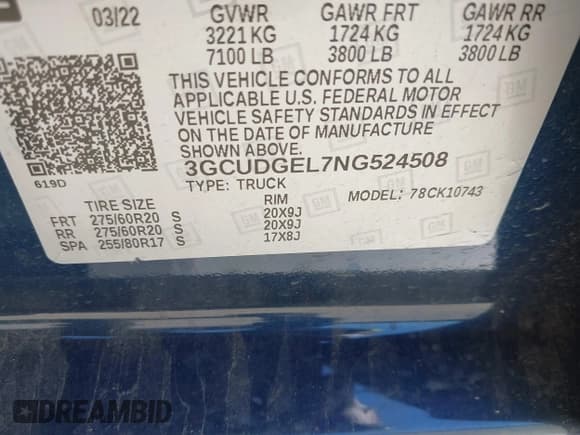 03/22 GVWR GAWR FRT GAWR RR
3221 KG 1724 KG 1724 KG
7100 LB 3800 LB 3800 LB
THIS VEHICLE CONFORMS TO ALL
APPLICABLE U.S. FEDERAL MOTOR
VEHICLE SAFETY STANDARDS IN EFFECT
ON THE DATE OF MANUFACTURE
SHOWN ABOVE.
3GCUDGEL7NG524508
619D
TYPE: TRUCK MODEL: 78CK10743
TIRE SIZE RIM
FRT 275/60R20 S 20X9J
RR 275/60R20 S 20X9J
SPA 255/80R17 S 17X8J
GM
DREAMBID